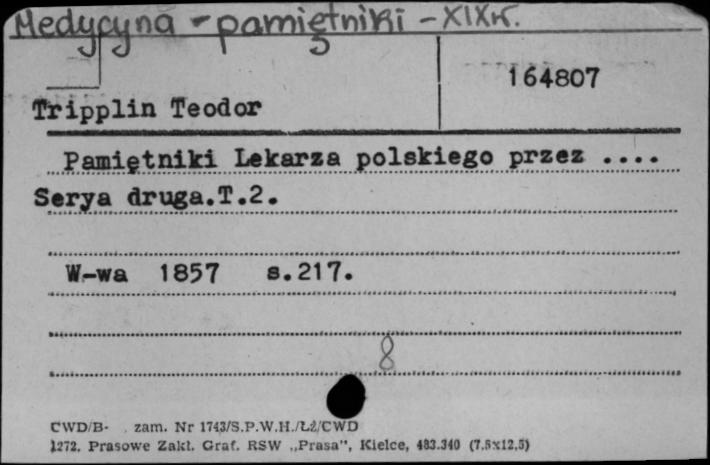 Medycyna - pamiętniki - XIXw.
164807
Tripplin Teodor
Pamiętniki Lekarza polskiego przez ....
Serya druga.T.2.
W-wa 1857 s.217.
8
CWD/B- . zam. Nr 1743/S.P.W.H./Łź/CWD
1272. Prasowe Zakł. Graf. RSW „Prasa”, Kielce, 483.340 (7,5x12,5)